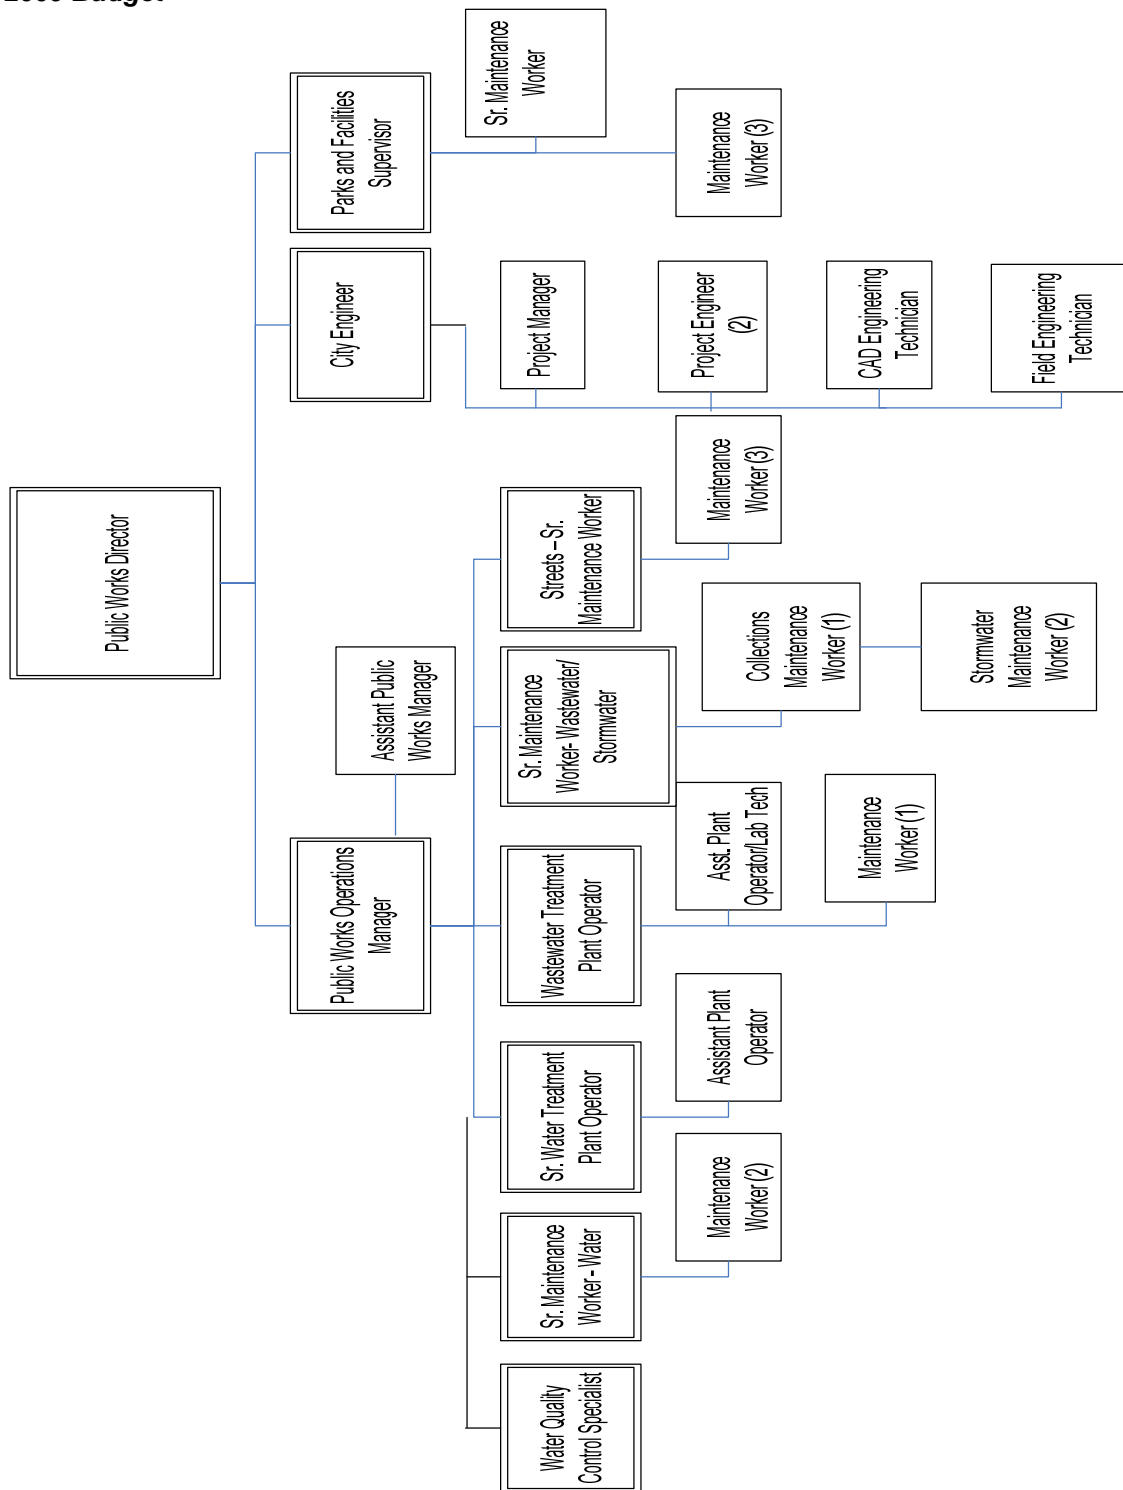 Budget
Public Works Director
Public Works Operations
Manager
Assistant Public
Works Manager
City Engineer
Parks and Facilities
Supervisor
Sr. Maintenance
Worker
Water Quality
Control Specialist
Sr. Maintenance
Worker - Water
Sr. Water Treatment
Plant Operator
Wastewater Treatment
Plant Operator
Sr. Maintenance
Worker- Wastewater/
Stormwater
Streets – Sr.
Maintenance Worker
Project Manager
Maintenance
Worker (2)
Assistant Plant
Operator
Asst. Plant
Operator/Lab Tech
Collections
Maintenance
Worker (1)
Maintenance
Worker (3)
Project Engineer
(2)
Maintenance
Worker (3)
Maintenance
Worker (1)
CAD Engineering
Technician
Stormwater
Maintenance
Worker (2)
Field Engineering
Technician